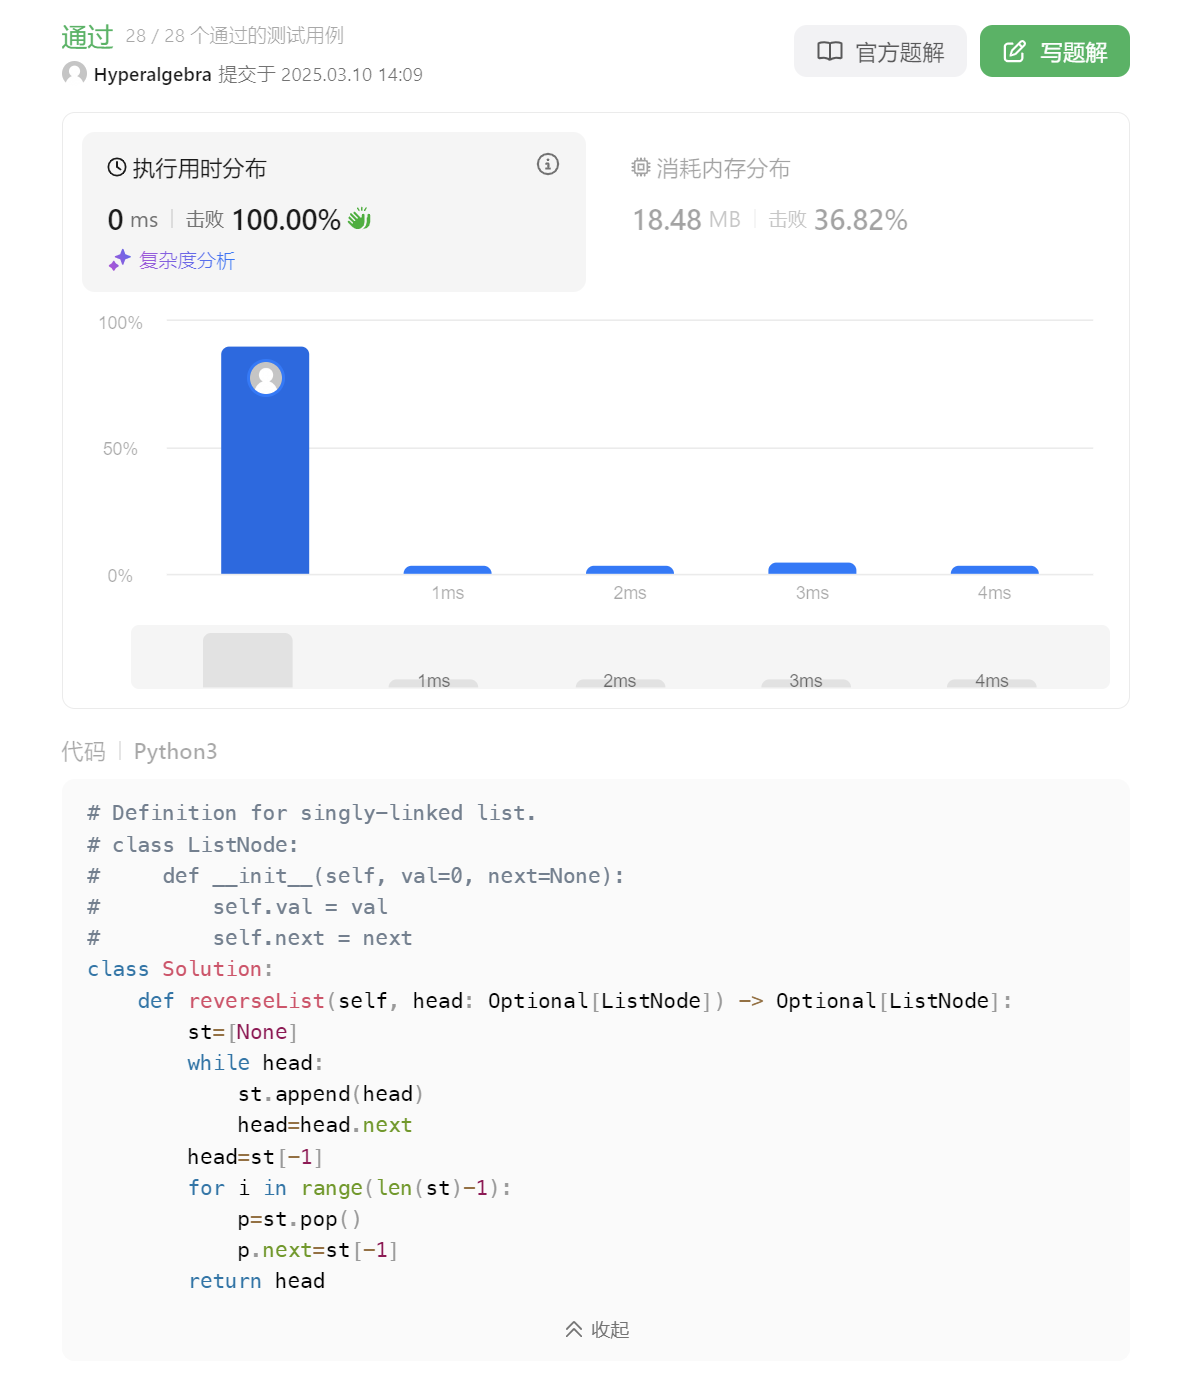 通过 28 / 28 个通过的测试用例
Hyperalgebra 提交于 2025.03.10 14:09
官方题解
写题解
执行用时分布
0 ms 击败 100.00%
复杂度分析
消耗内存分布
18.48 MB 击败 36.82%
100%
50%
0%
1ms 2ms 3ms 4ms
1ms 2ms 3ms 4ms
代码 Python3
# Definition for singly-linked list.
# class ListNode:
#     def __init__(self, val=0, next=None):
#         self.val = val
#         self.next = next
class Solution:
    def reverseList(self, head: Optional[ListNode]) -> Optional[ListNode]:
        st=[None]
        while head:
            st.append(head)
            head=head.next
        head=st[-1]
        for i in range(len(st)-1):
            p=st.pop()
            p.next=st[-1]
        return head
收起